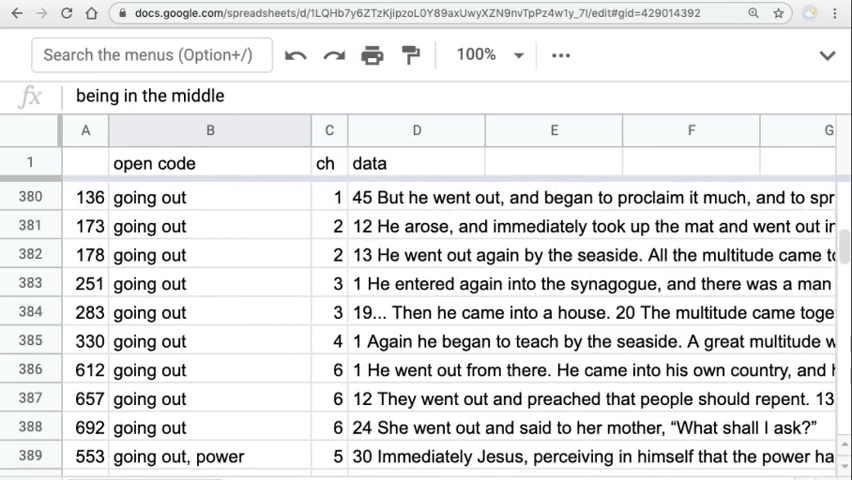 docs.google.com/spreadsheets/d/1LQHb7y6ZTzKjipzoL0Y89axUwyXZN9nvTpPz4w1y_7I/edit#gid=429014392
Search the menus (Option+/) 100%
fx being in the middle
A B C D E F G
1 open code ch data
380 136 going out 1 45 But he went out, and began to proclaim it much, and to spr
381 173 going out 2 12 He arose, and immediately took up the mat and went out in
382 178 going out 2 13 He went out again by the seaside. All the multitude came to
383 251 going out 3 1 He entered again into the synagogue, and there was a man
384 283 going out 3 19... Then he came into a house. 20 The multitude came toge
385 330 going out 4 1 Again he began to teach by the seaside. A great multitude w
386 612 going out 6 1 He went out from there. He came into his own country, and h
387 657 going out 6 12 They went out and preached that people should repent. 13
388 692 going out 6 24 She went out and said to her mother, “What shall I ask?”
389 553 going out, power 5 30 Immediately Jesus, perceiving in himself that the power ha